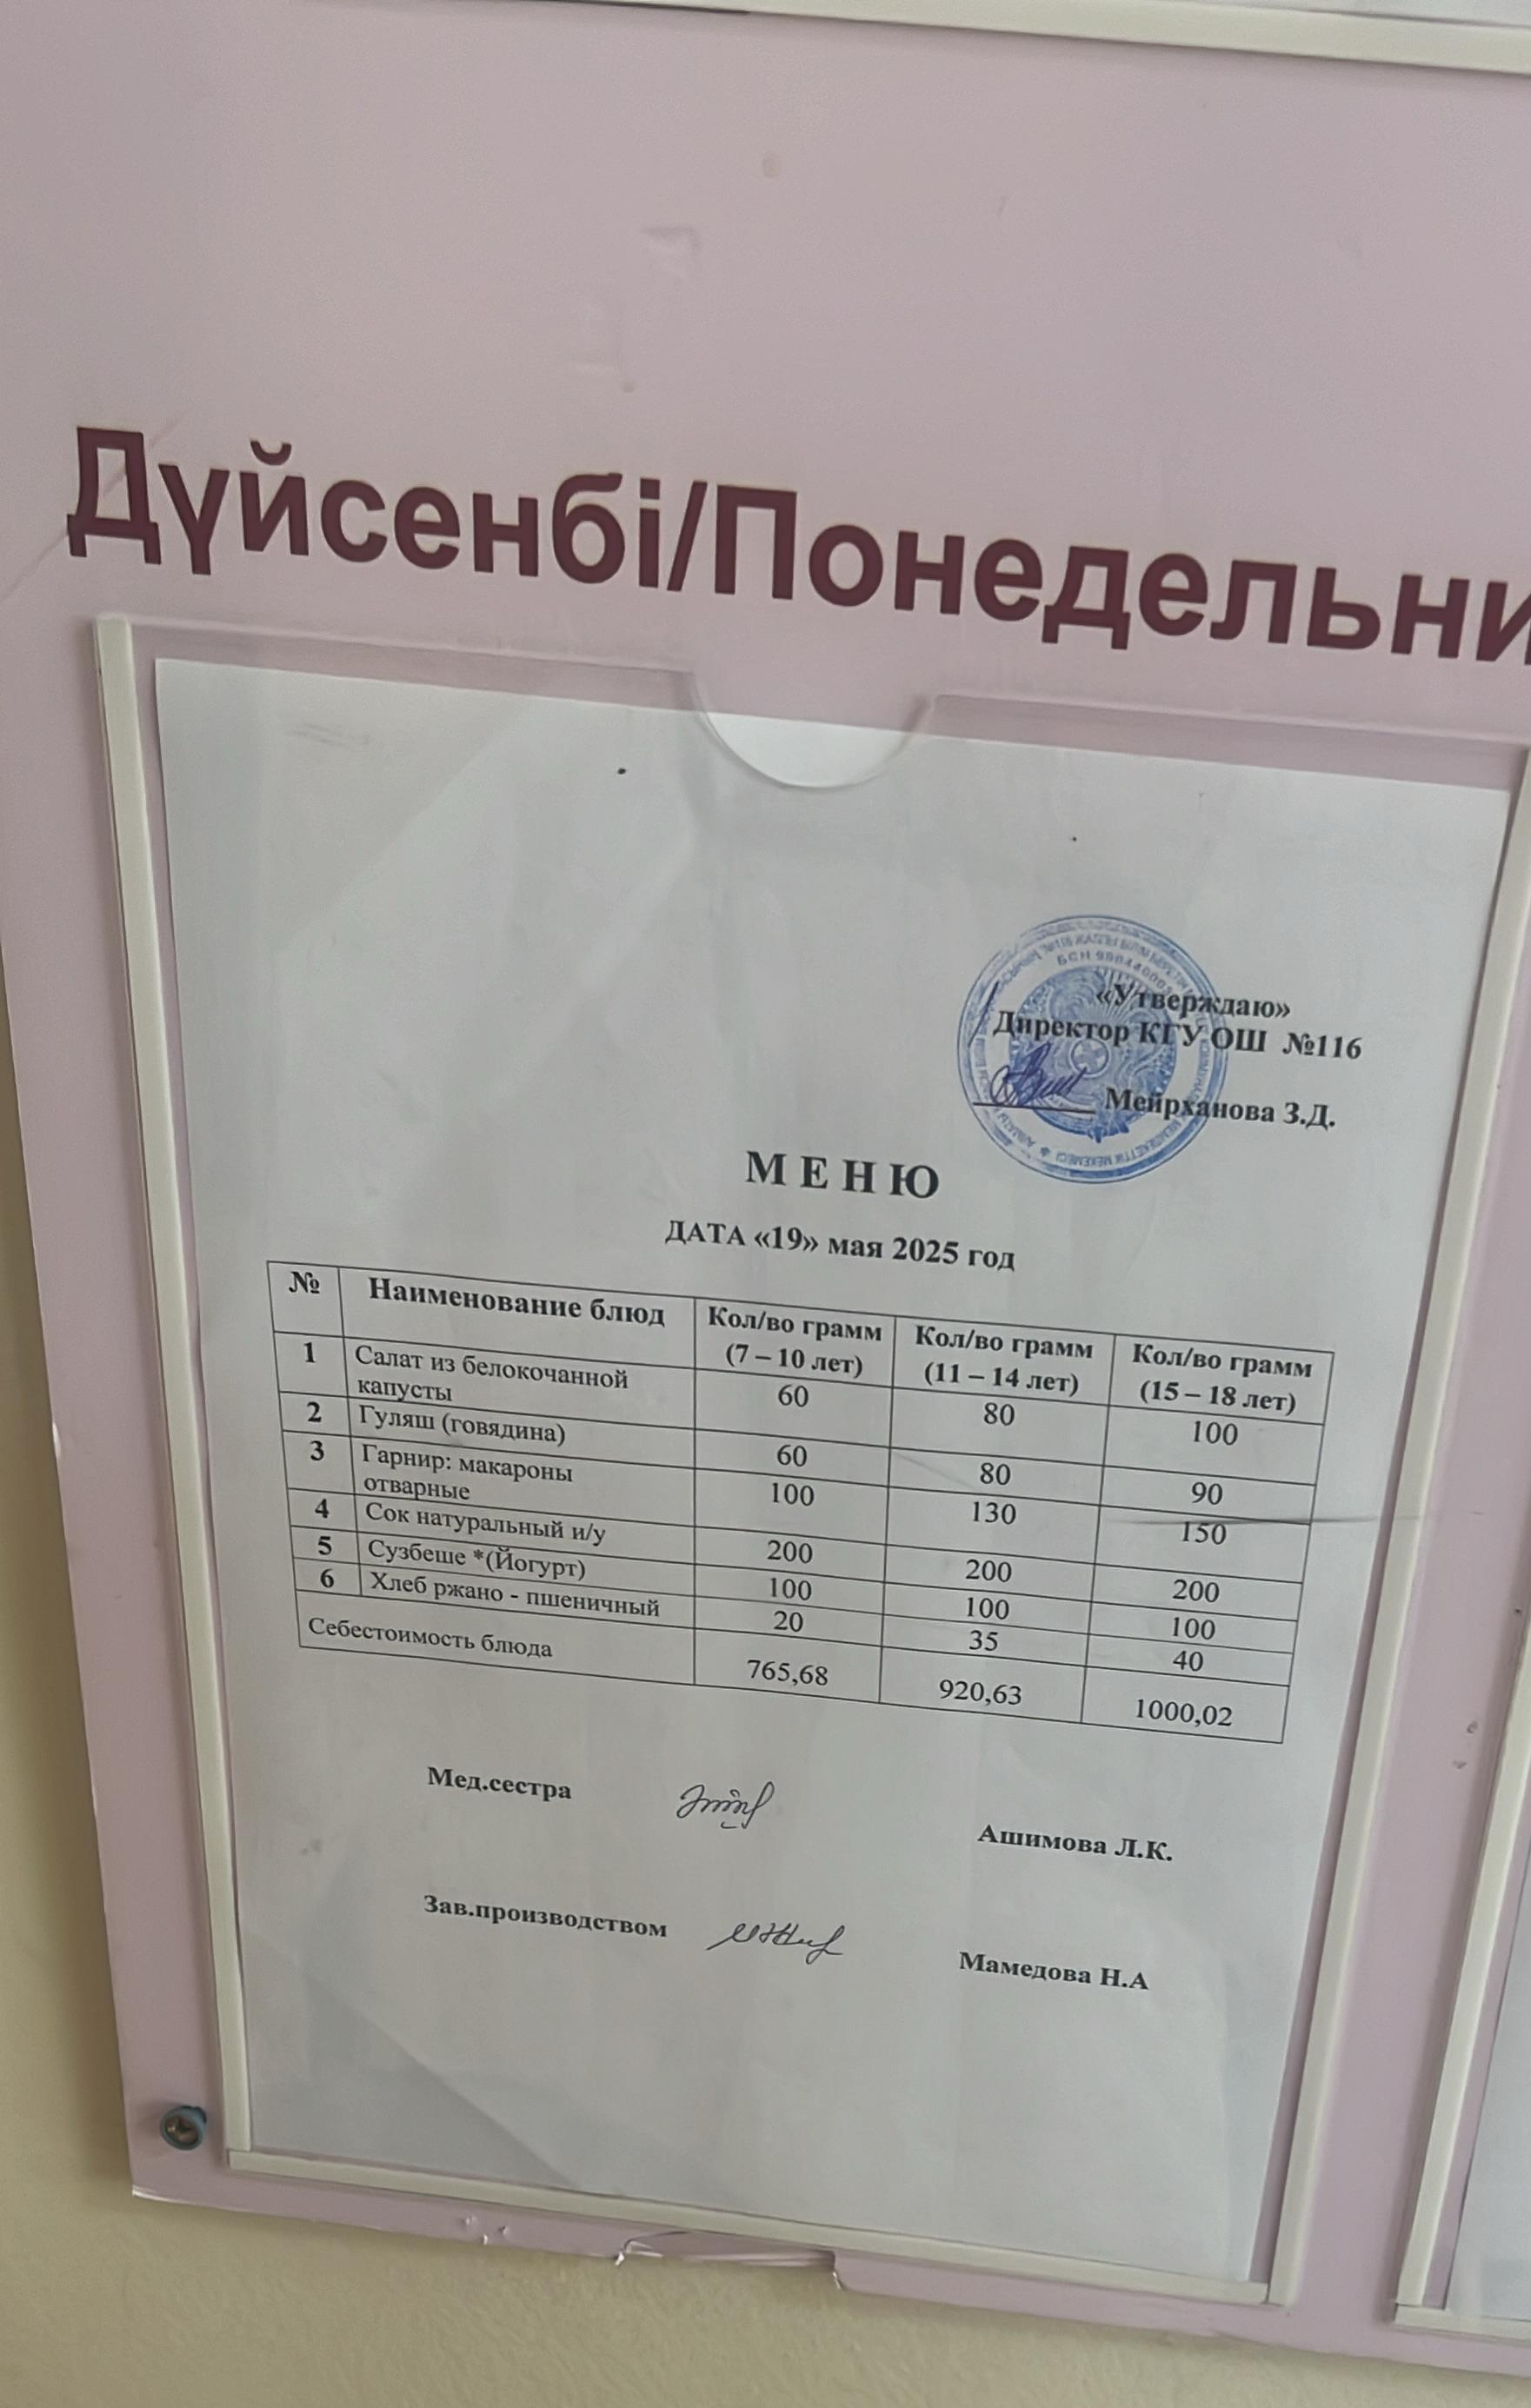 Дүйсенбі/Понедельни
«Утверждаю»
Директор КГУ ОШ №116
Мейрханова З.Д.
М Е Н Ю
ДАТА «19» мая 2025 год
№ Наименование блюд Кол/во грамм (7 – 10 лет) Кол/во грамм (11 – 14 лет) Кол/во грамм (15 – 18 лет)
1 Салат из белокочанной капусты 60 80 100
2 Гуляш (говядина) 60 80 90
3 Гарнир: макароны отварные 100 130 150
4 Сок натуральный и/у 200 200 200
5 Сузбеше *(Йогурт) 100 100 100
6 Хлеб ржано - пшеничный 20 35 40
Себестоимость блюда 765,68 920,63 1000,02
Мед.сестра Ашимова Л.К.
Зав.производством Мамедова Н.А